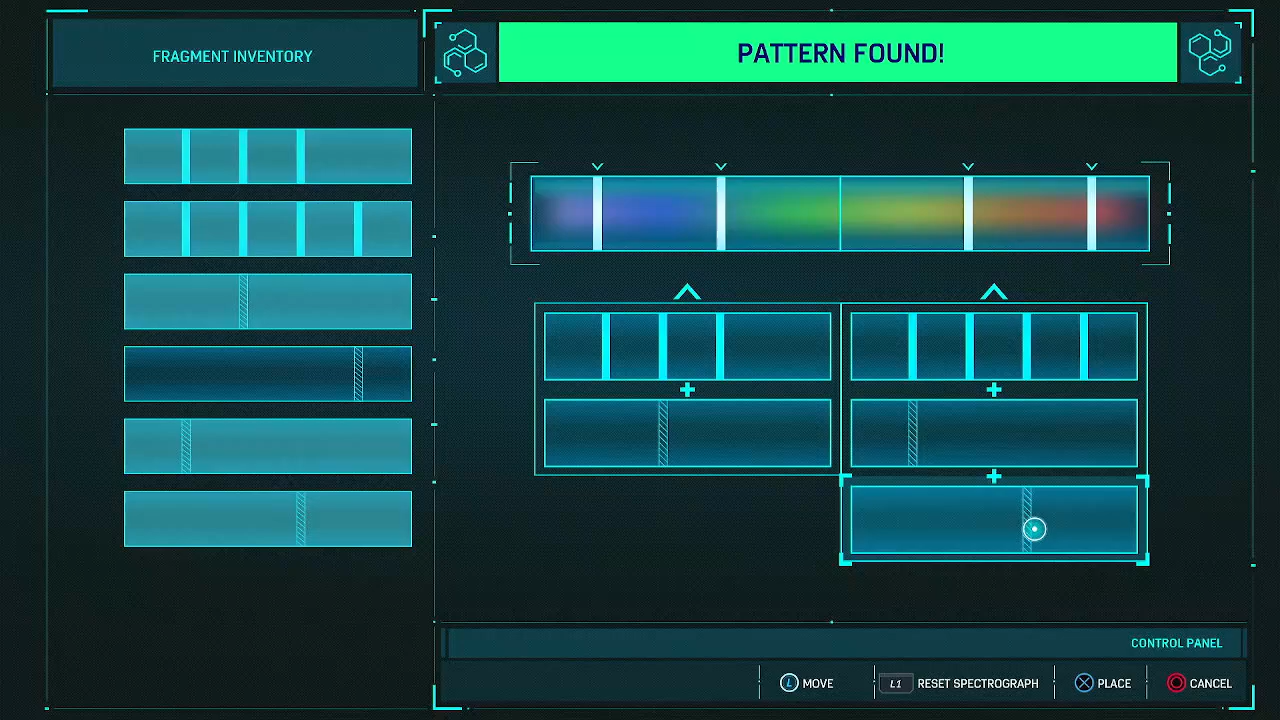 FRAGMENT INVENTORY
PATTERN FOUND!
CONTROL PANEL
L MOVE
L1 RESET SPECTROGRAPH
PLACE
CANCEL